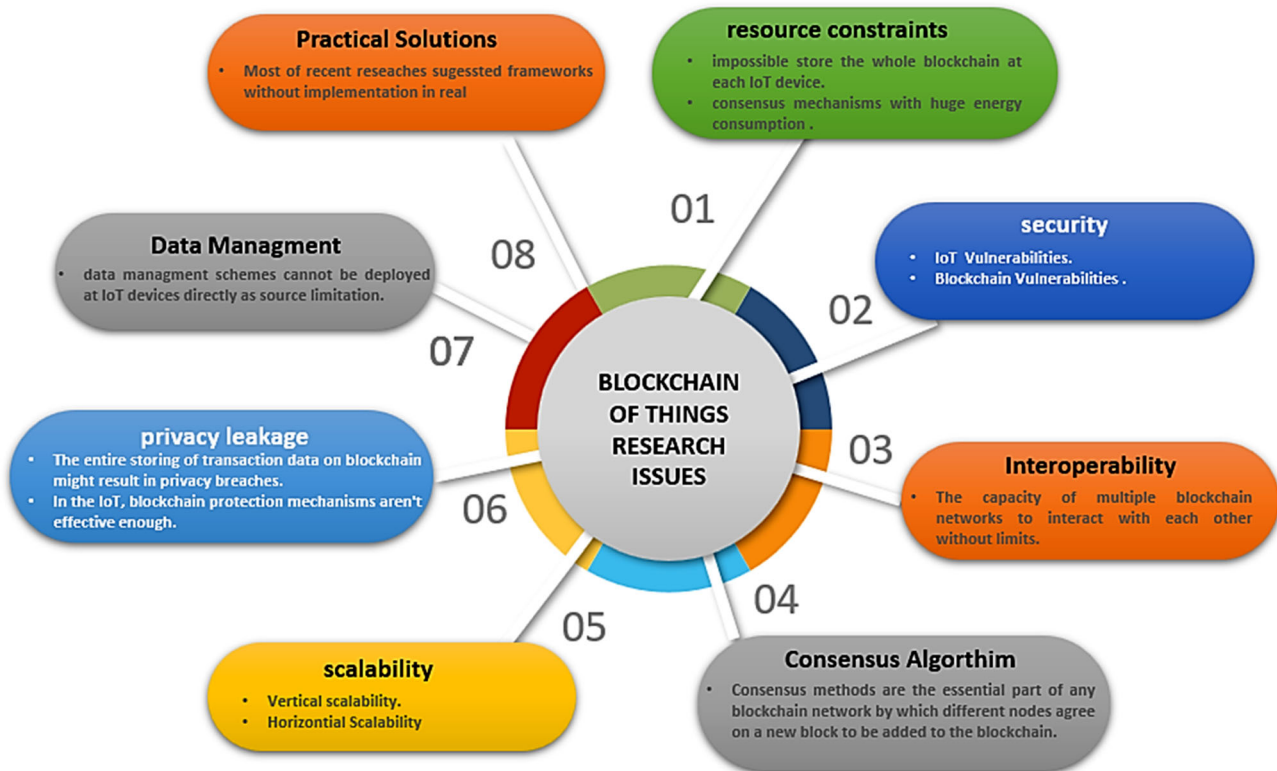 BLOCKCHAIN
OF THINGS
RESEARCH
ISSUES
01
resource constraints
• impossible store the whole blockchain at
each IoT device.
• consensus mechanisms with huge energy
consumption .
02
security
• IoT Vulnerabilities.
• Blockchain Vulnerabilities .
03
Interoperability
• The capacity of multiple blockchain
networks to interact with each other
without limits.
04
Consensus Algorthim
• Consensus methods are the essential part of any
blockchain network by which different nodes agree
on a new block to be added to the blockchain.
05
scalability
• Vertical scalability.
• Horizontial Scalability
06
privacy leakage
• The entire storing of transaction data on blockchain
might result in privacy breaches.
• In the IoT, blockchain protection mechanisms aren't
effective enough.
07
Data Managment
• data managment schemes cannot be deployed
at IoT devices directly as source limitation.
08
Practical Solutions
• Most of recent reseaches sugessted frameworks
without implementation in real